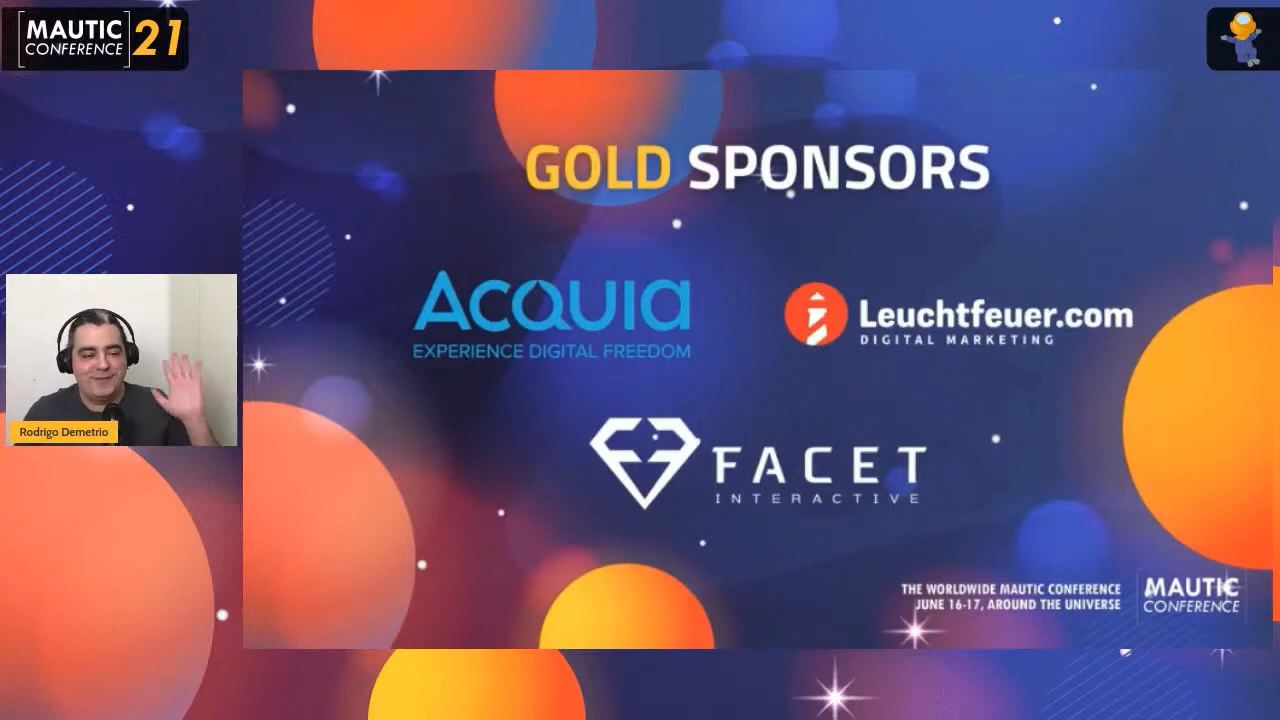 MAUTIC
CONFERENCE 21
GOLD SPONSORS
ACQUIA
EXPERIENCE DIGITAL FREEDOM
Leuchtfeuer.com
DIGITAL MARKETING
FACET
INTERACTIVE
Rodrigo Demetrio
THE WORLDWIDE MAUTIC CONFERENCE
JUNE 16-17, AROUND THE UNIVERSE
MAUTIC
CONFERENCE